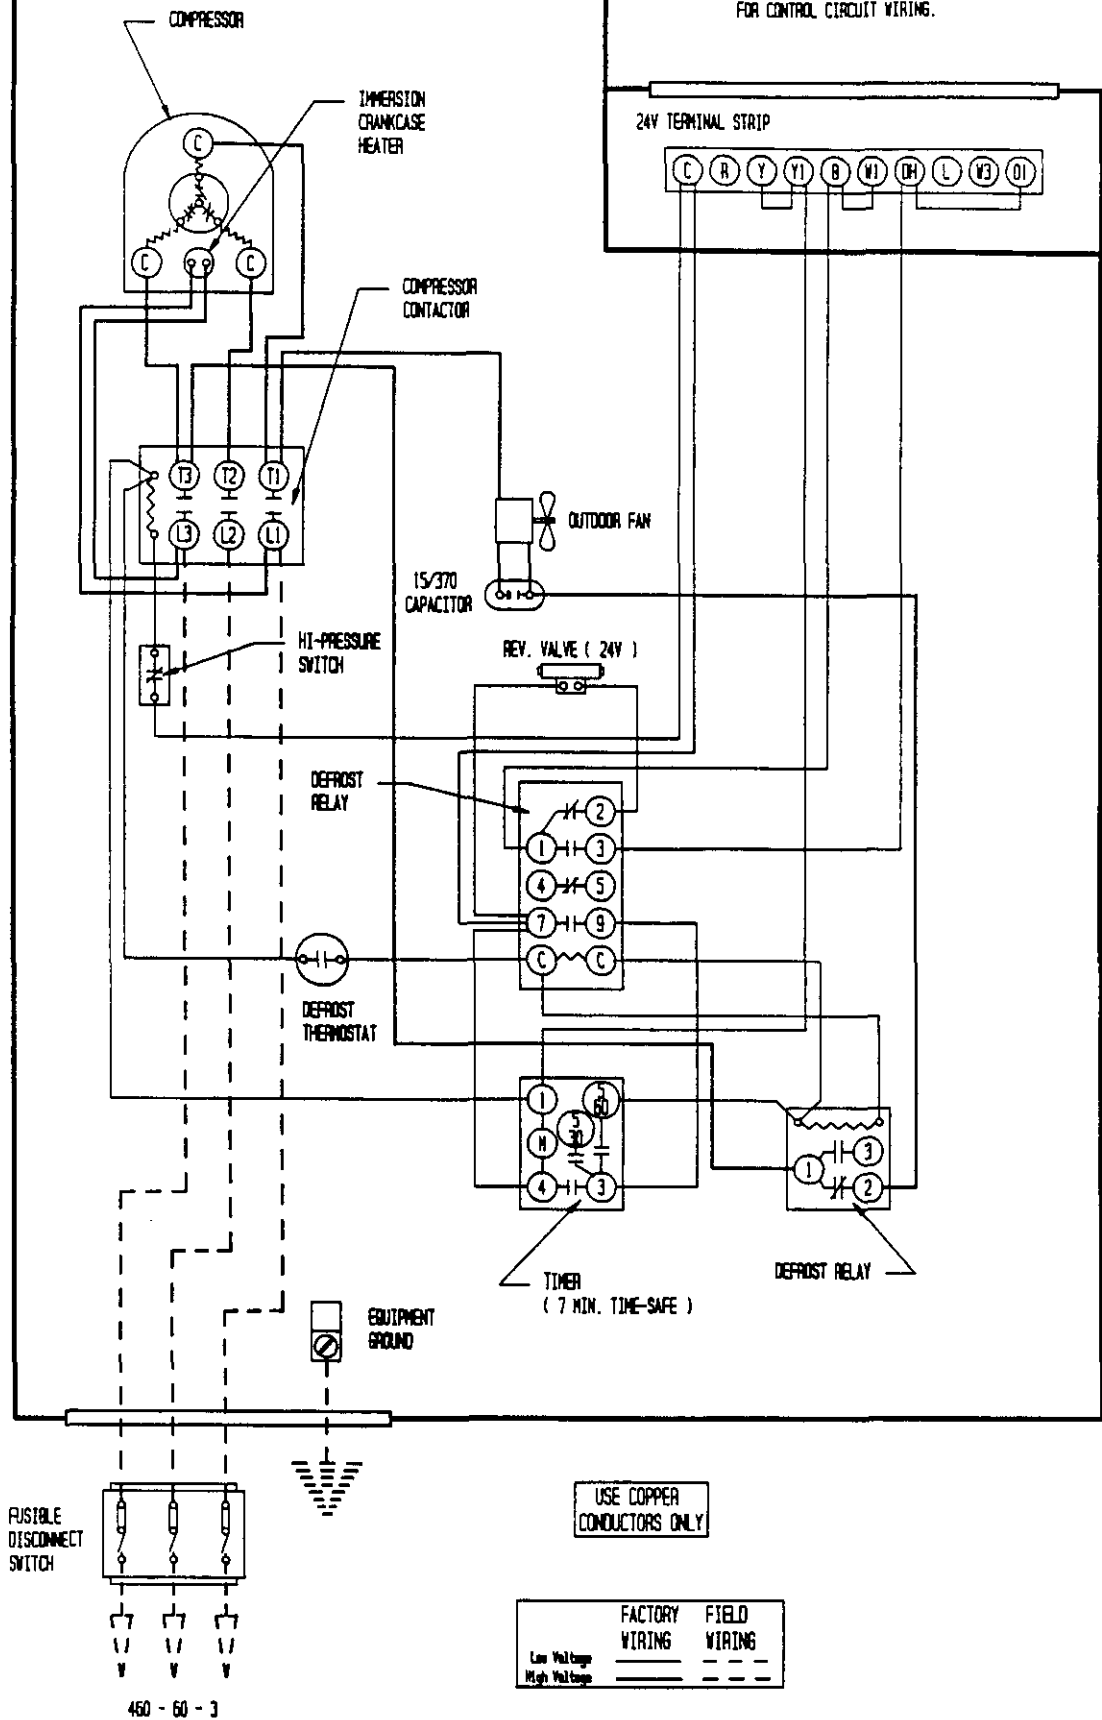 FOR CONTROL CIRCUIT WIRING.
COMPRESSOR
IMMERSION
CRANKCASE
HEATER
24V TERMINAL STRIP
C R Y Y1 B W1 OH L W3 O1
C
C C
COMPRESSOR
CONTACTOR
T3 T2 T1
L3 L2 L1
OUTDOOR FAN
15/370
CAPACITOR
HI-PRESSURE
SWITCH
REV. VALVE ( 24V )
DEFROST
RELAY
2
1 3
4 5
7 9
C C
DEFROST
THERMOSTAT
1 5 60
5 30
M
4 3
3
1
2
TIMER
( 7 MIN. TIME-SAFE )
DEFROST RELAY
EQUIPMENT
GROUND
FUSIBLE
DISCONNECT
SWITCH
USE COPPER
CONDUCTORS ONLY
FACTORY FIELD
WIRING WIRING
Low Voltage
High Voltage
460 - 60 - 3